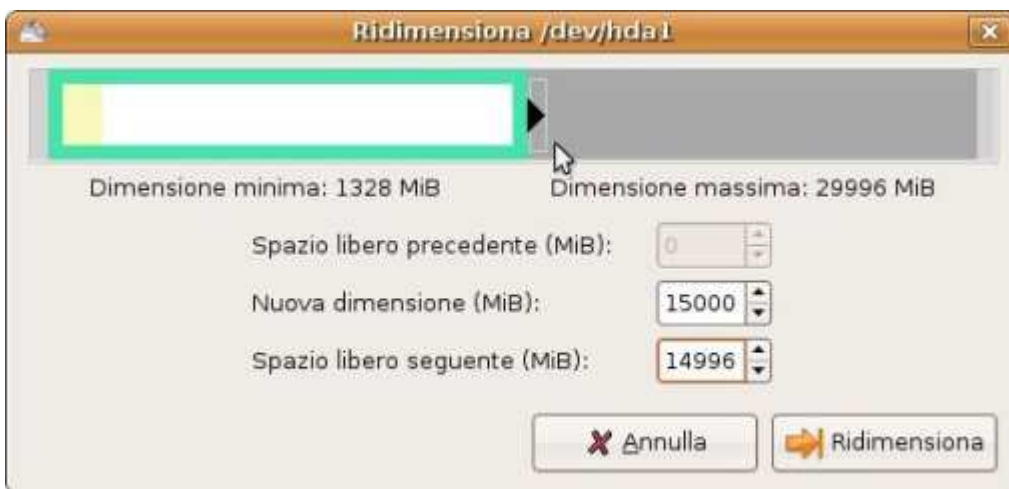 Ridimensiona /dev/hda1
Dimensione minima: 1328 MiB Dimensione massima: 29996 MiB
Spazio libero precedente (MiB): 0
Nuova dimensione (MiB): 15000
Spazio libero seguente (MiB): 14996
Annulla Ridimensiona